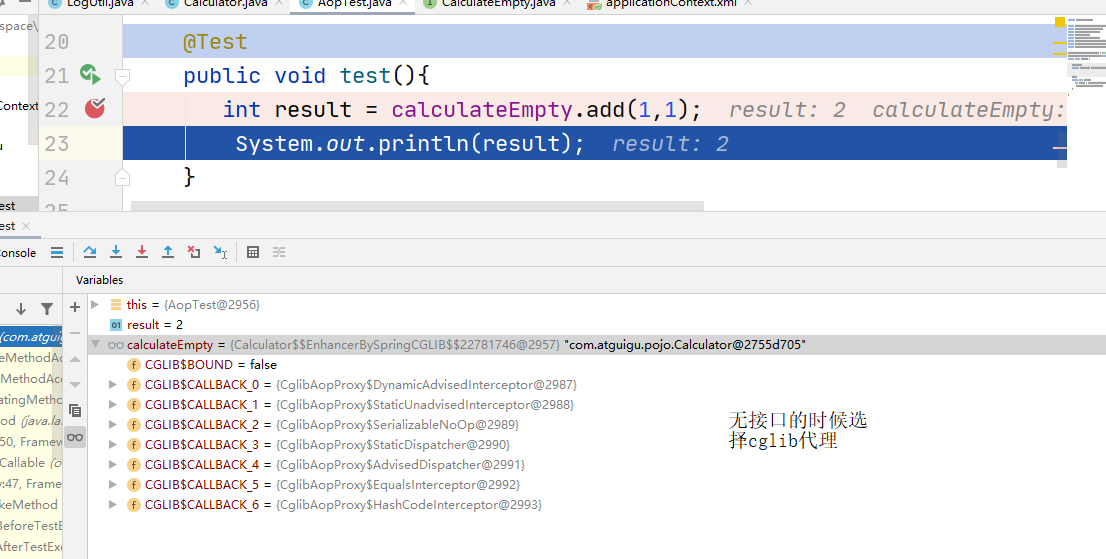 LogUtil.java
Calculator.java
AopTest.java
CalculateEmpty.java
applicationContext.xml
space\
20 @Test
21 public void test(){
Context
22 int result = calculateEmpty.add(1,1); result: 2 calculateEmpty:
23 System.out.println(result); result: 2
24 }
25
est
est
onsole
Variables
this = {AopTest@2956}
01 result = 2
(com.atguigu
calculateEmpty = {Calculator$$EnhancerBySpringCGLIB$$22781746@2957} "com.atguigu.pojo.Calculator@2755d705"
eMethodAcc
f CGLIB$BOUND = false
MethodAcc
f CGLIB$CALLBACK_0 = {CglibAopProxy$DynamicAdvisedInterceptor@2987}
atingMetho
f CGLIB$CALLBACK_1 = {CglibAopProxy$StaticUnadvisedInterceptor@2988}
od (java.lan
f CGLIB$CALLBACK_2 = {CglibAopProxy$SerializableNoOp@2989}
50, Framew
f CGLIB$CALLBACK_3 = {CglibAopProxy$StaticDispatcher@2990}
Callable (o
f CGLIB$CALLBACK_4 = {CglibAopProxy$AdvisedDispatcher@2991}
y:47, Frame
f CGLIB$CALLBACK_5 = {CglibAopProxy$EqualsInterceptor@2992}
keMethod
f CGLIB$CALLBACK_6 = {CglibAopProxy$HashCodeInterceptor@2993}
BeforeTestE
AfterTestExe
无接口的时候选
择cglib代理